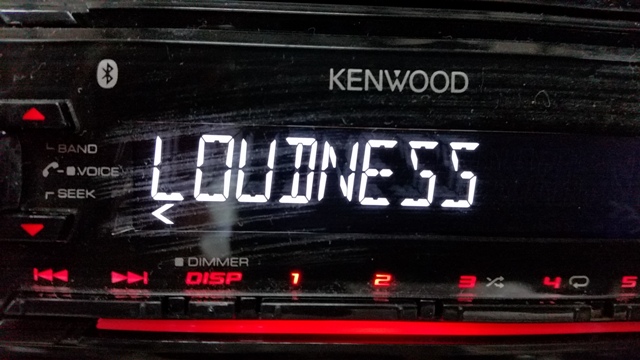 KENWOOD
BAND
VOICE
SEEK
LOUDNESS
<
DIMMER
DISP 1 2 3 4 5